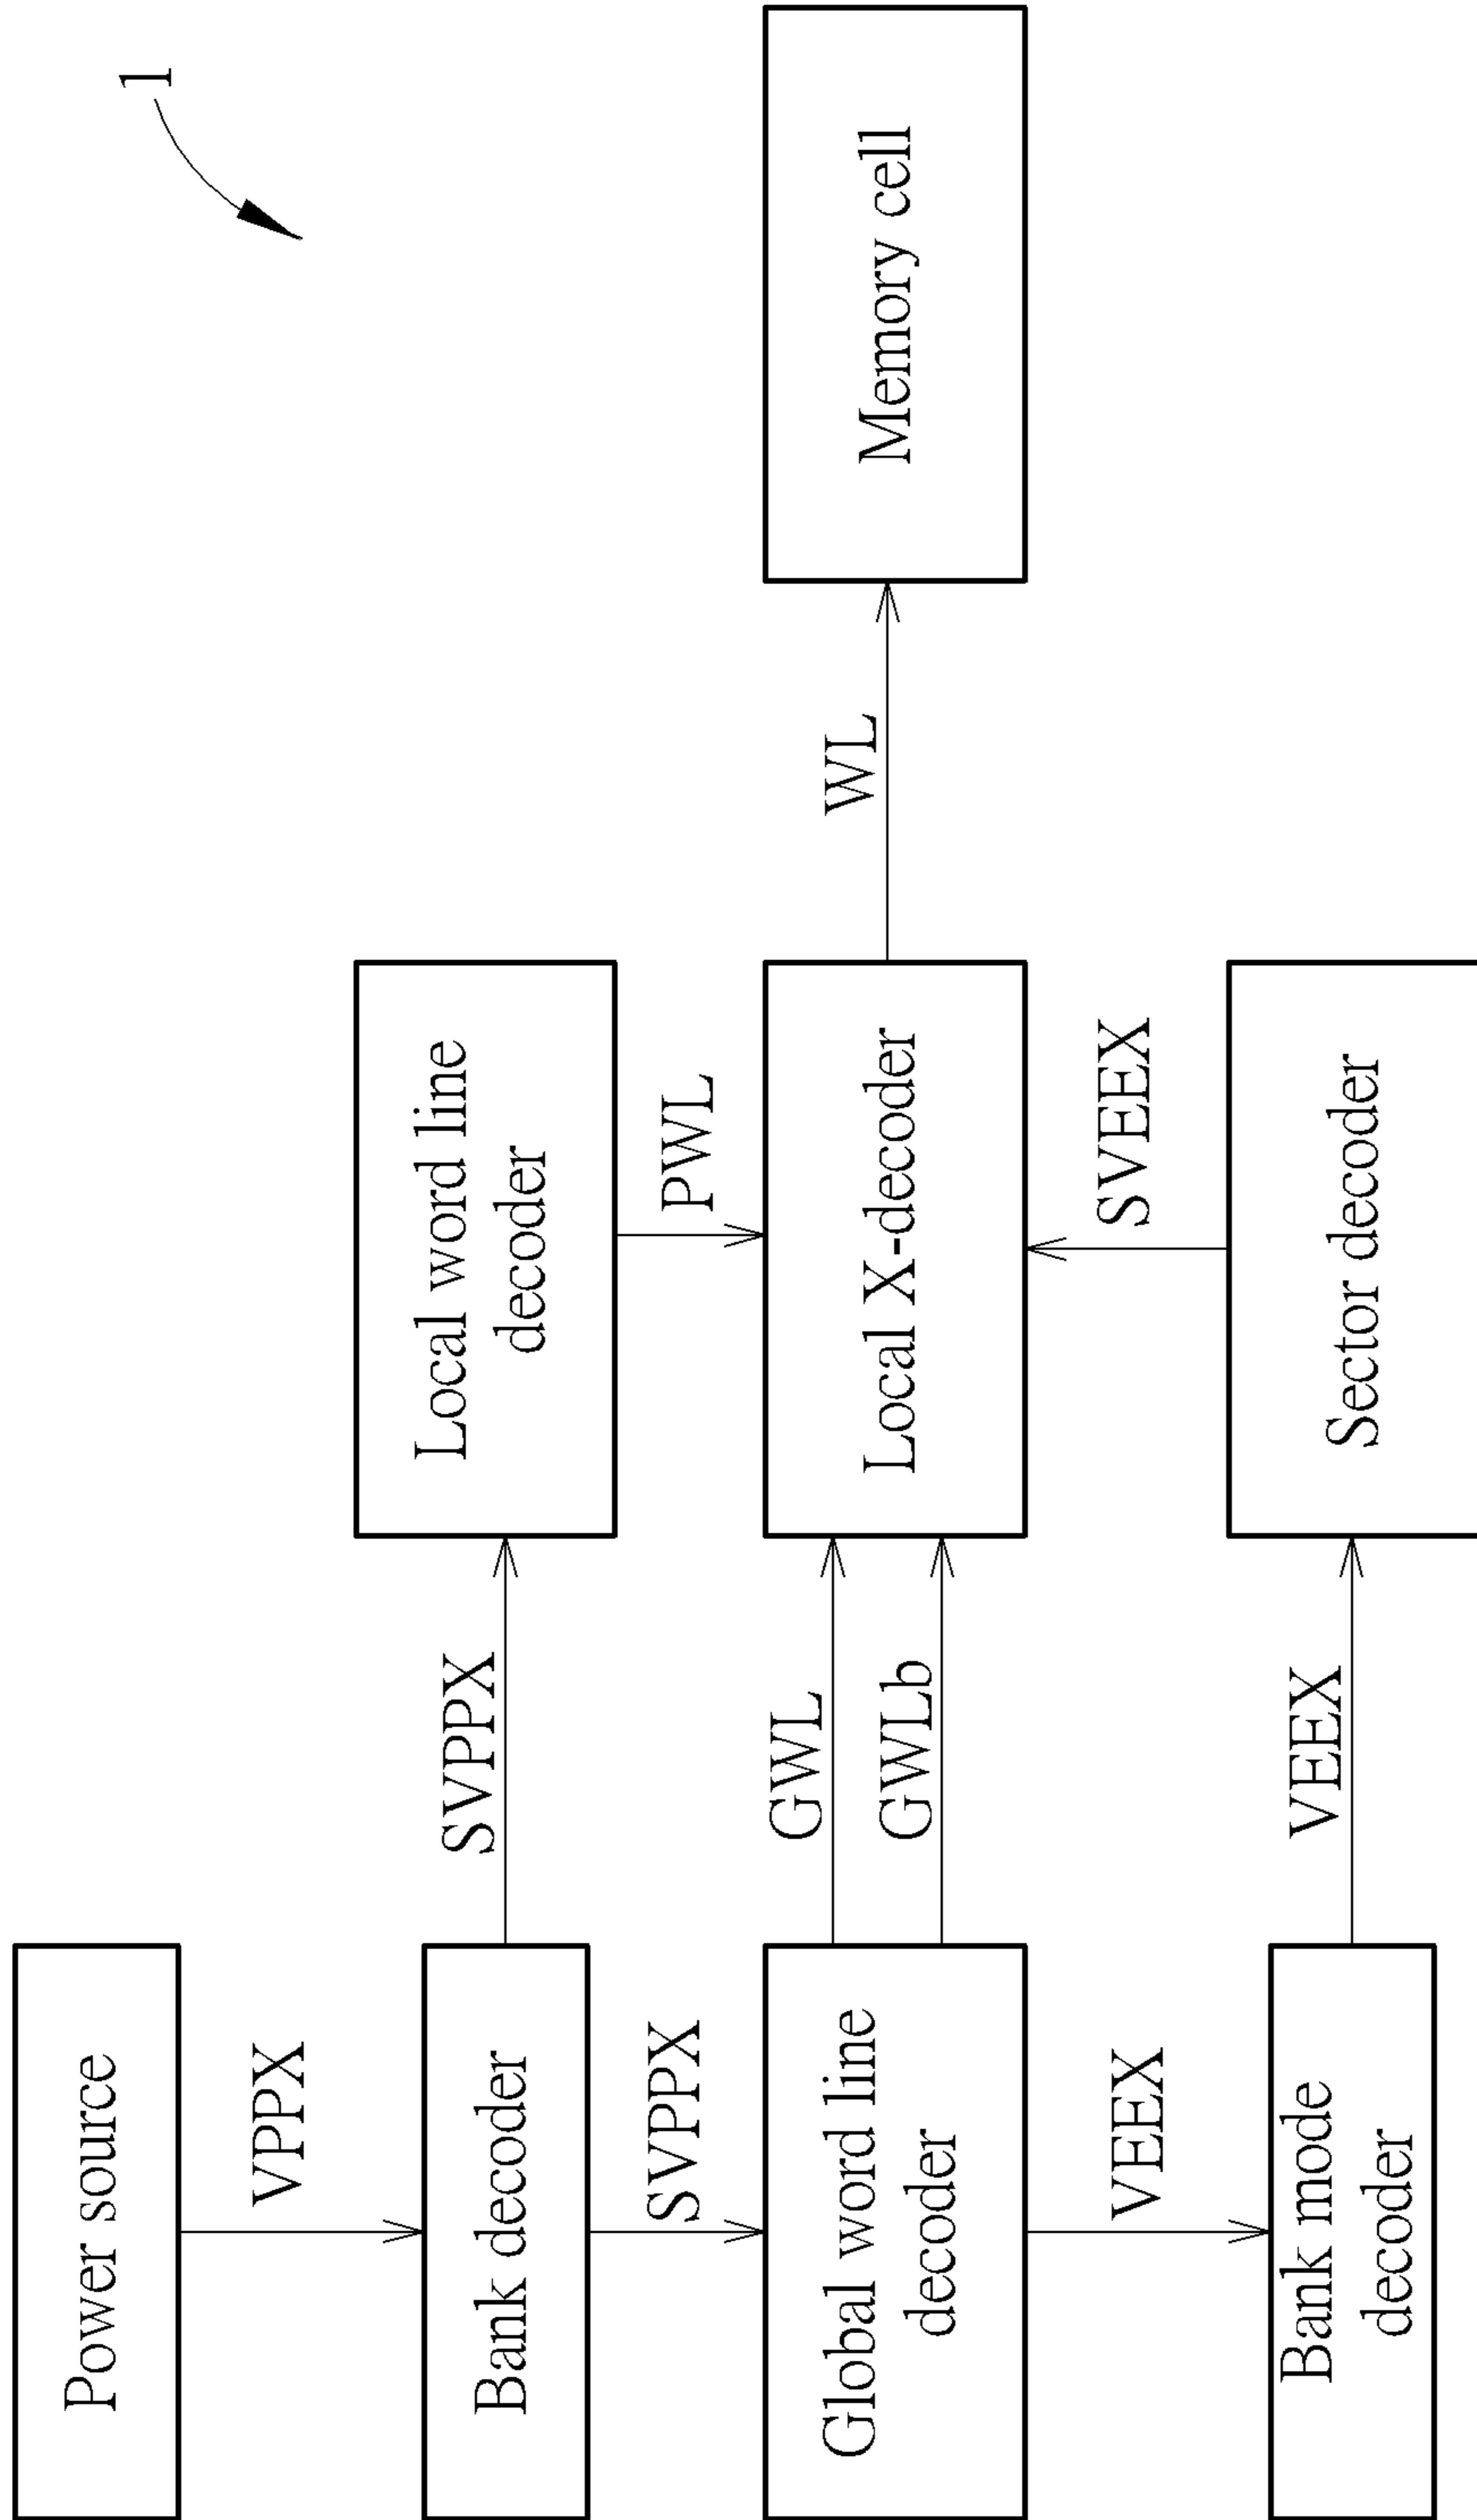 1
Power source
VPPX
Bank decoder
SVPPX
Local word line
decoder
SVPPX
PWL
Global word line
decoder
GWL
GWLb
Local X-decoder
WL
Memory cell
VEEX
SVEEX
Bank mode
decoder
VEEX
Sector decoder